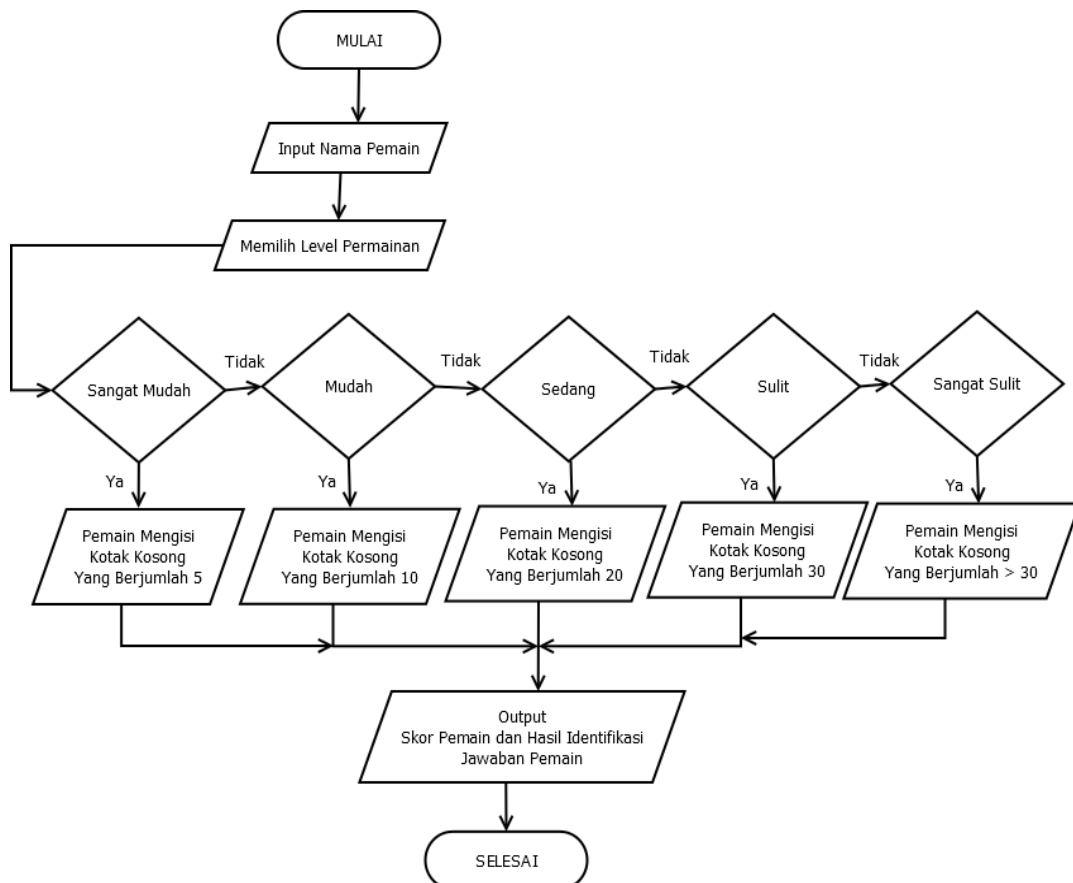 MULAI
Input Nama Pemain
Memilih Level Permainan
Sangat Mudah
Tidak
Mudah
Tidak
Sedang
Tidak
Sulit
Tidak
Sangat Sulit
Ya
Ya
Ya
Ya
Ya
Pemain Mengisi
Kotak Kosong
Yang Berjumlah 5
Pemain Mengisi
Kotak Kosong
Yang Berjumlah 10
Pemain Mengisi
Kotak Kosong
Yang Berjumlah 20
Pemain Mengisi
Kotak Kosong
Yang Berjumlah 30
Pemain Mengisi
Kotak Kosong
Yang Berjumlah > 30
Output
Skor Pemain dan Hasil Identifikasi
Jawaban Pemain
SELESAI